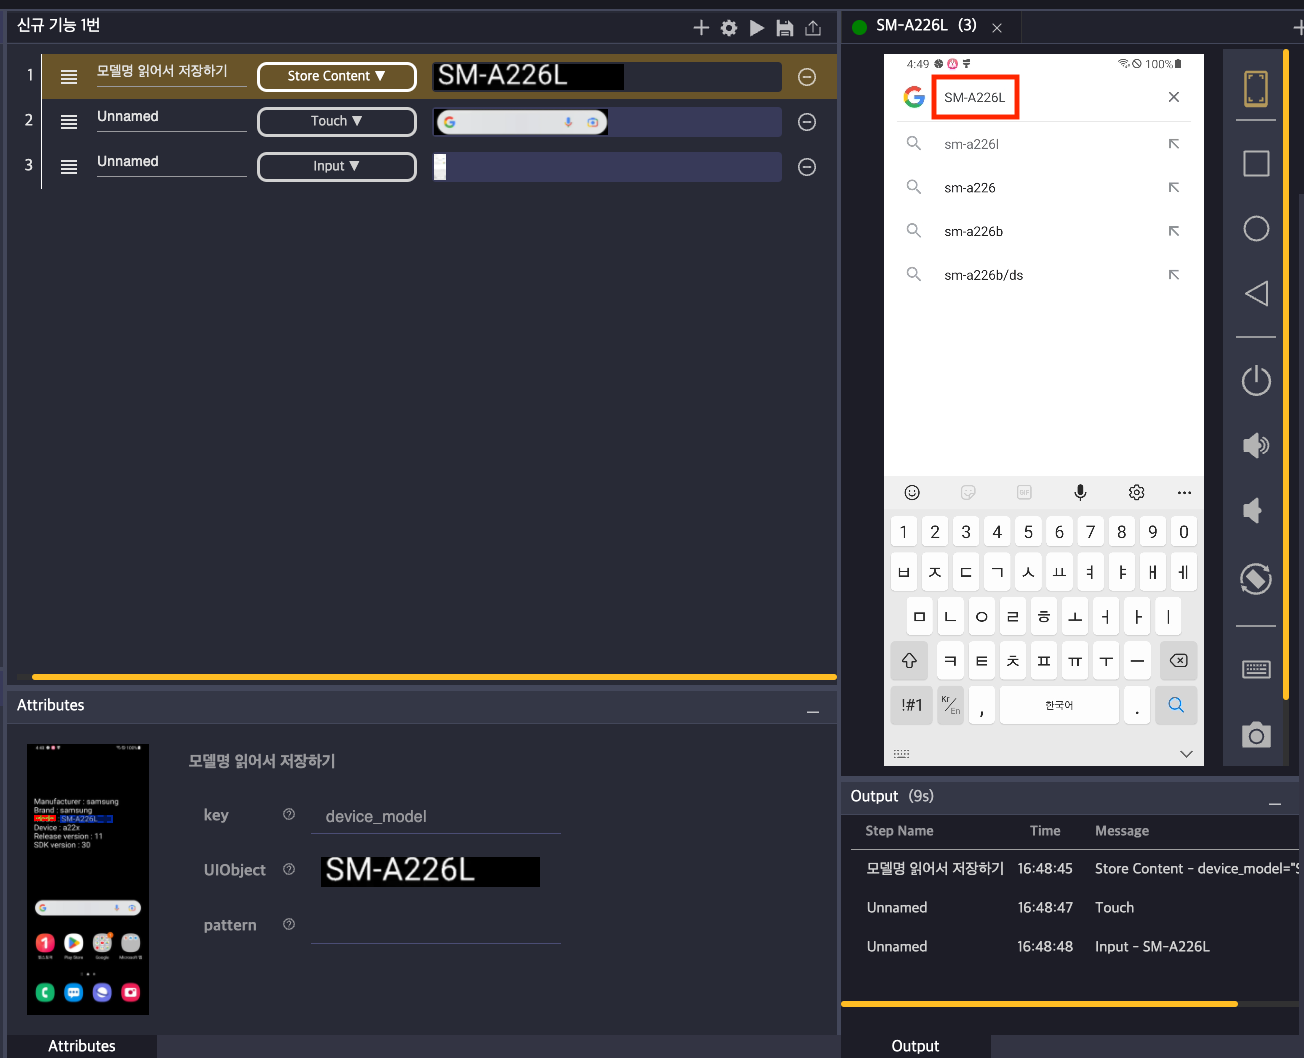 신규 기능 1번
1
모델명 읽어서 저장하기
Store Content ▼
SM-A226L
2
Unnamed
Touch ▼
3
Unnamed
Input ▼
Attributes
Manufacturer : samsung
Brand : samsung
SM-A226L
Device : a22x
Release version : 11
SDK version : 30
Play Store
Google
모델명 읽어서 저장하기
key
device_model
UIObject
SM-A226L
pattern
Attributes
SM-A226L (3)
4:49
100%
SM-A226L
sm-a226l
sm-a226
sm-a226b
sm-a226b/ds
GIF
1 2 3 4 5 6 7 8 9 0
ㅂ ㅈ ㄷ ㄱ ㅅ ㅛ ㅕ ㅑ ㅐ ㅔ
ㅁ ㄴ ㅇ ㄹ ㅎ ㅗ ㅓ ㅏ ㅣ
ㅋ ㅌ ㅊ ㅍ ㅠ ㅜ ㅡ
!#1 Kr/En , 한국어 .
Output (9s)
Step Name Time Message
모델명 읽어서 저장하기 16:48:45 Store Content - device_model="S
Unnamed 16:48:47 Touch
Unnamed 16:48:48 Input - SM-A226L
Output